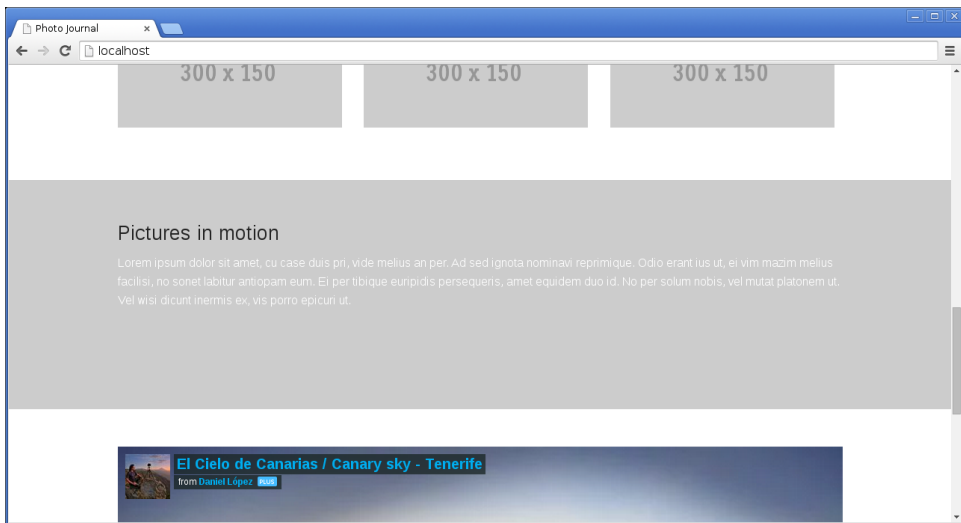 Photo Journal
localhost
300 x 150
300 x 150
300 x 150
Pictures in motion
Lorem ipsum dolor sit amet, cu case duis pri, vide melius an per. Ad sed ignota nominavi reprimique. Odio erant ius ut, ei vim mazim melius
facilisi, no sonet labitur antiopam eum. Ei per tibique euripidis persequeris, amet equidem duo id. No per solum nobis, vel mutat platonem ut.
Vel wisi dicunt inermis ex, vis porro epicuri ut.
El Cielo de Canarias / Canary sky - Tenerife
from Daniel López PLUS